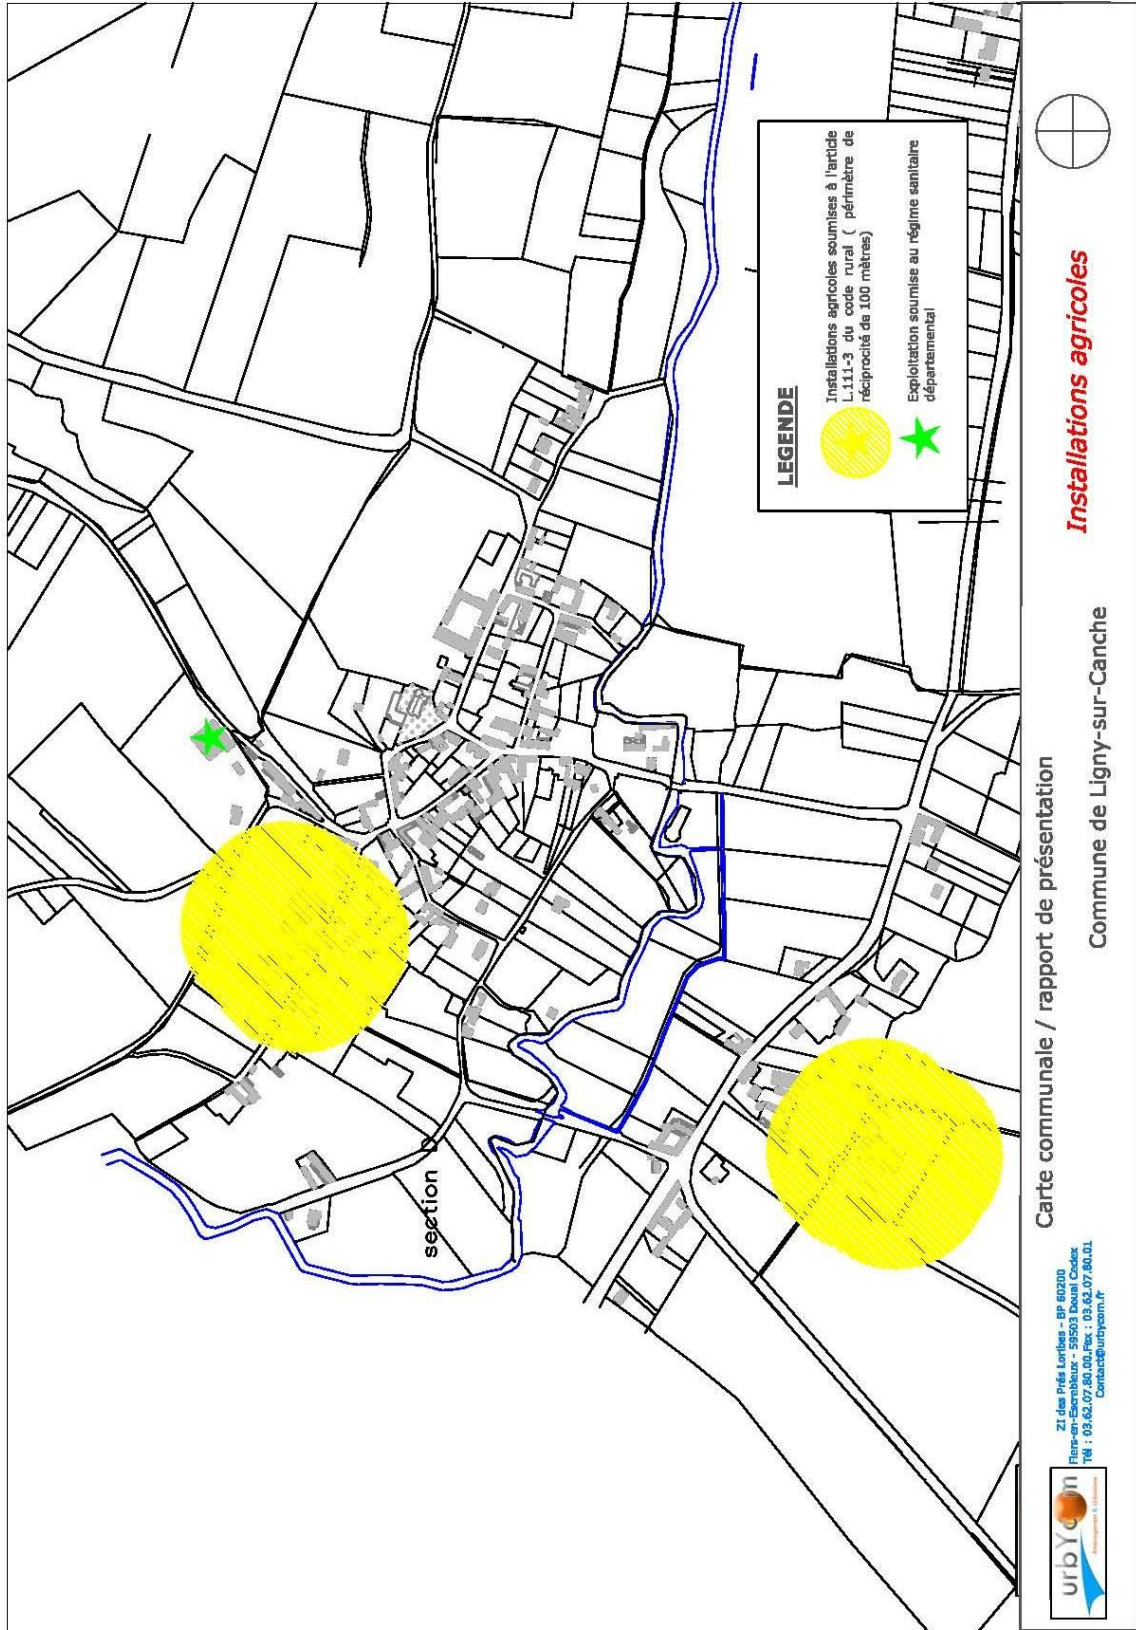 LEGENDE
Installations agricoles soumises à l'article
L.111-3 du code rural ( périmètre de
réciprocité de 100 mètres)
Exploitation soumise au régime sanitaire
départemental
section
Installations agricoles
Carte communale / rapport de présentation
Commune de Ligny-sur-Canche
urbYcom
ZI des Prés Loribes - BP 60200
Flers-en-Escrebieux - 59503 Douai Cedex
Tél : 03.62.07.80.00.Fax : 03.62.07.80.01
Contact@urbycom.fr